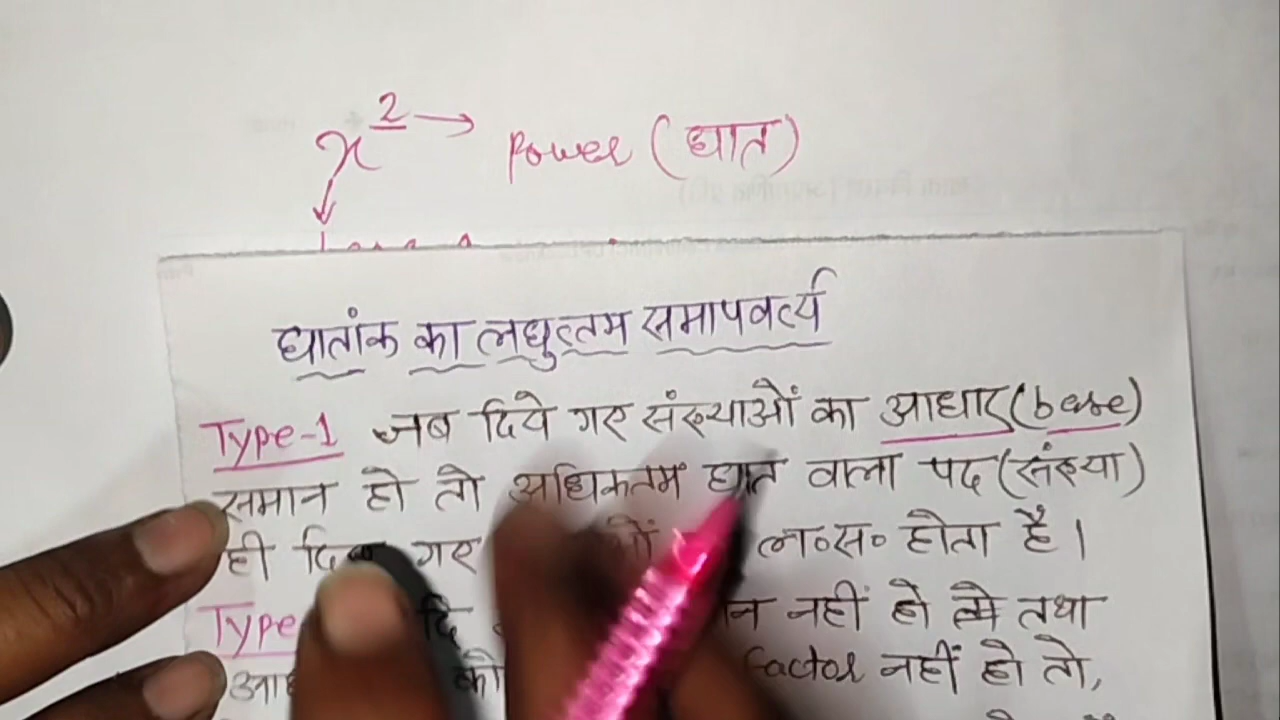 x² → Power (घात)
घातांक का लघुत्तम समापवर्त्य
Type-1 जब दिये गए संख्याओं का आधार (base)
समान हो तो अधिकतम घात वाला पद (संख्या)
ही गए ल०स० होता है।
Type नहीं हो तथा
factor नहीं हो तो,